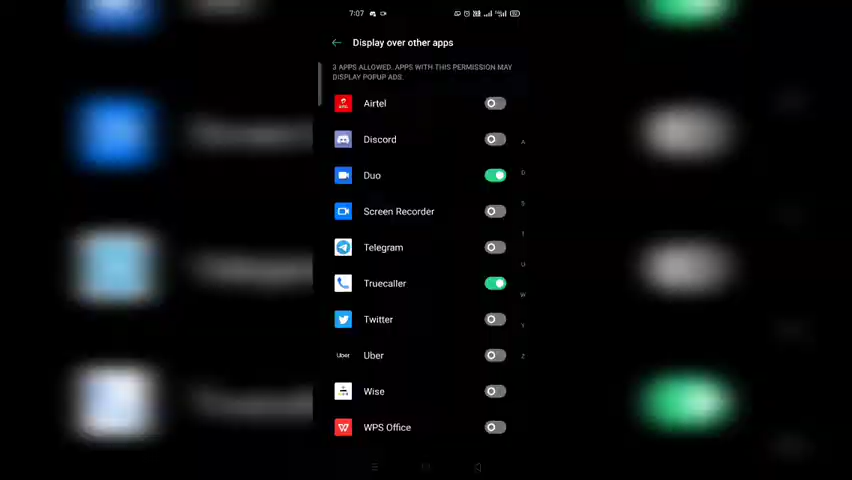 7:07
Display over other apps
3 APPS ALLOWED. APPS WITH THIS PERMISSION MAY
DISPLAY POPUP ADS.
Airtel
Discord
Duo
Screen Recorder
Telegram
Truecaller
Twitter
Uber
Uber
Wise
WPS Office
A
D
S
T
U
W
Y
Z